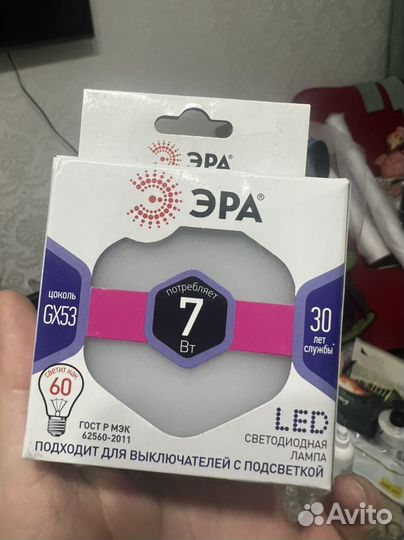 ЭРА
ЭРА®
цоколь
GX53
потребляет
7
Вт
30
лет
службы
светит как
60
ГОСТ Р МЭК
62560-2011
LED
СВЕТОДИОДНАЯ
ЛАМПА
ПОДХОДИТ ДЛЯ ВЫКЛЮЧАТЕЛЕЙ С ПОДСВЕТКОЙ
Avito